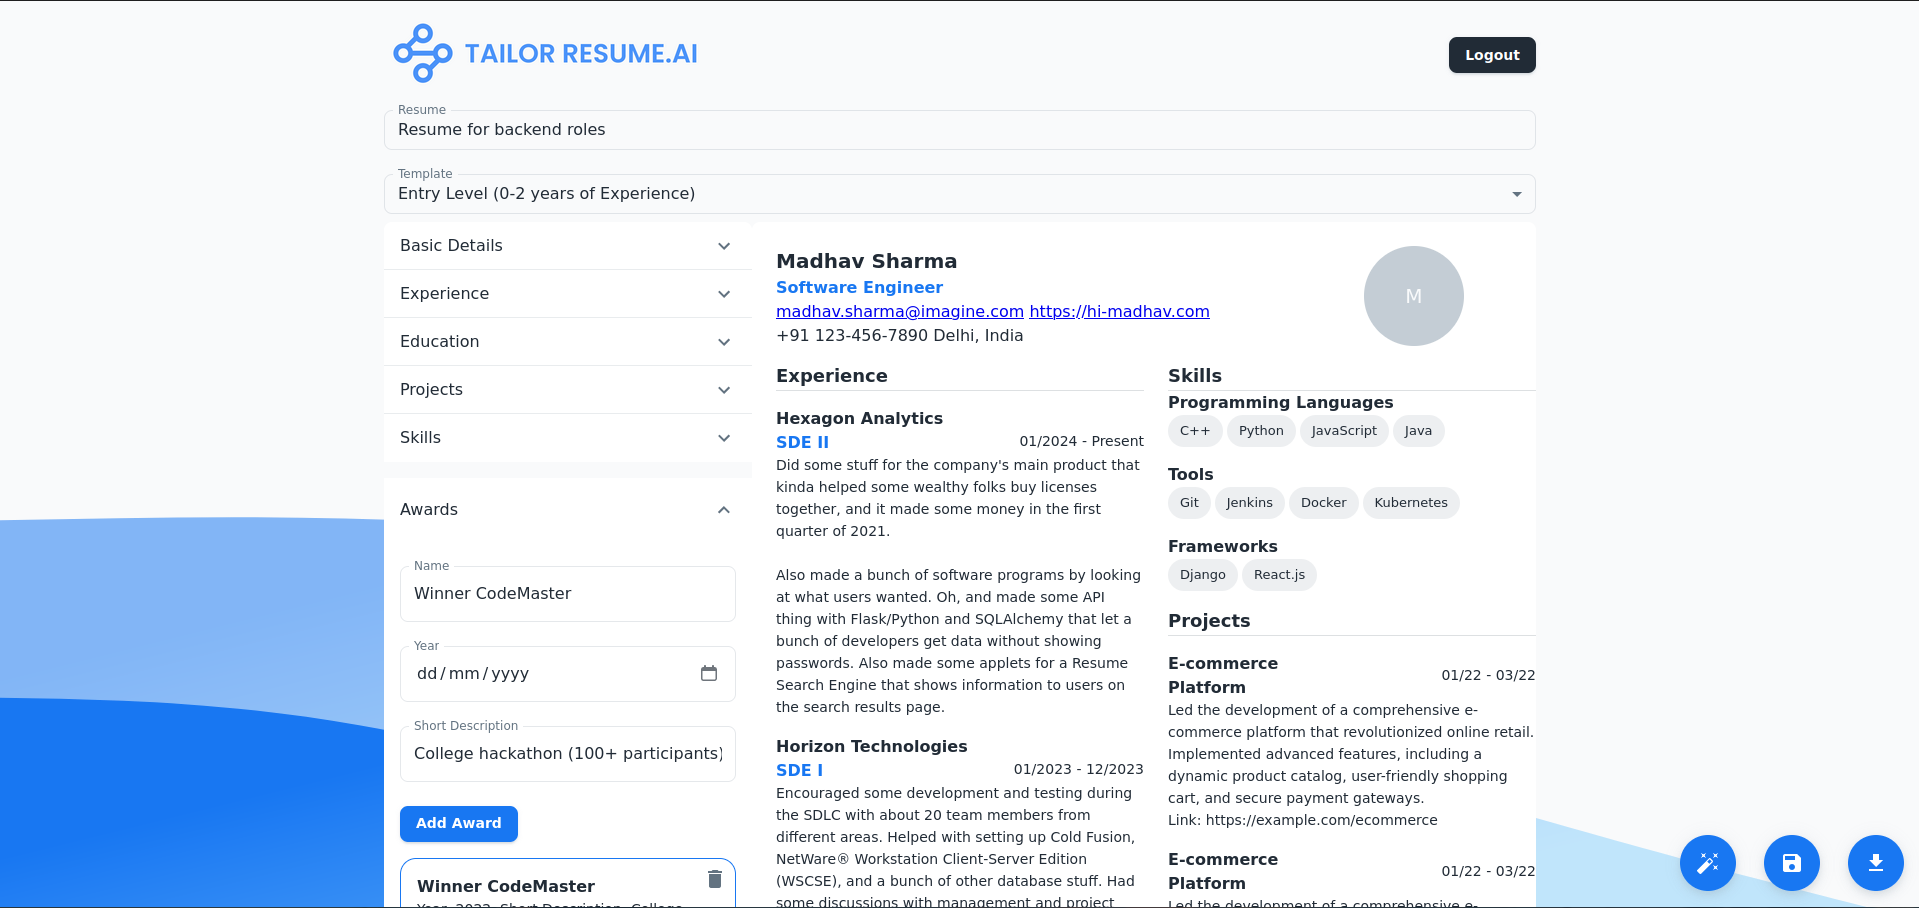 TAILOR RESUME.AI
Logout
Resume
Resume for backend roles
Template
Entry Level (0-2 years of Experience)
Basic Details
Experience
Education
Projects
Skills
Awards
Name
Winner CodeMaster
Year
dd/mm/yyyy
Short Description
College hackathon (100+ participants)
Add Award
Winner CodeMaster
Madhav Sharma
Software Engineer
madhav.sharma@imagine.com https://hi-madhav.com
+91 123-456-7890 Delhi, India
M
Experience
Hexagon Analytics
SDE II
01/2024 - Present
Did some stuff for the company's main product that
kinda helped some wealthy folks buy licenses
together, and it made some money in the first
quarter of 2021.
Also made a bunch of software programs by looking
at what users wanted. Oh, and made some API
thing with Flask/Python and SQLAlchemy that let a
bunch of developers get data without showing
passwords. Also made some applets for a Resume
Search Engine that shows information to users on
the search results page.
Horizon Technologies
SDE I
01/2023 - 12/2023
Encouraged some development and testing during
the SDLC with about 20 team members from
different areas. Helped with setting up Cold Fusion,
NetWare® Workstation Client-Server Edition
(WSCSE), and a bunch of other database stuff. Had
some discussions with management and project
Skills
Programming Languages
C++
Python
JavaScript
Java
Tools
Git
Jenkins
Docker
Kubernetes
Frameworks
Django
React.js
Projects
E-commerce
Platform
01/22 - 03/22
Led the development of a comprehensive e-
commerce platform that revolutionized online retail.
Implemented advanced features, including a
dynamic product catalog, user-friendly shopping
cart, and secure payment gateways.
Link: https://example.com/ecommerce
E-commerce
Platform
01/22 - 03/22
Led the development of a comprehensive e-